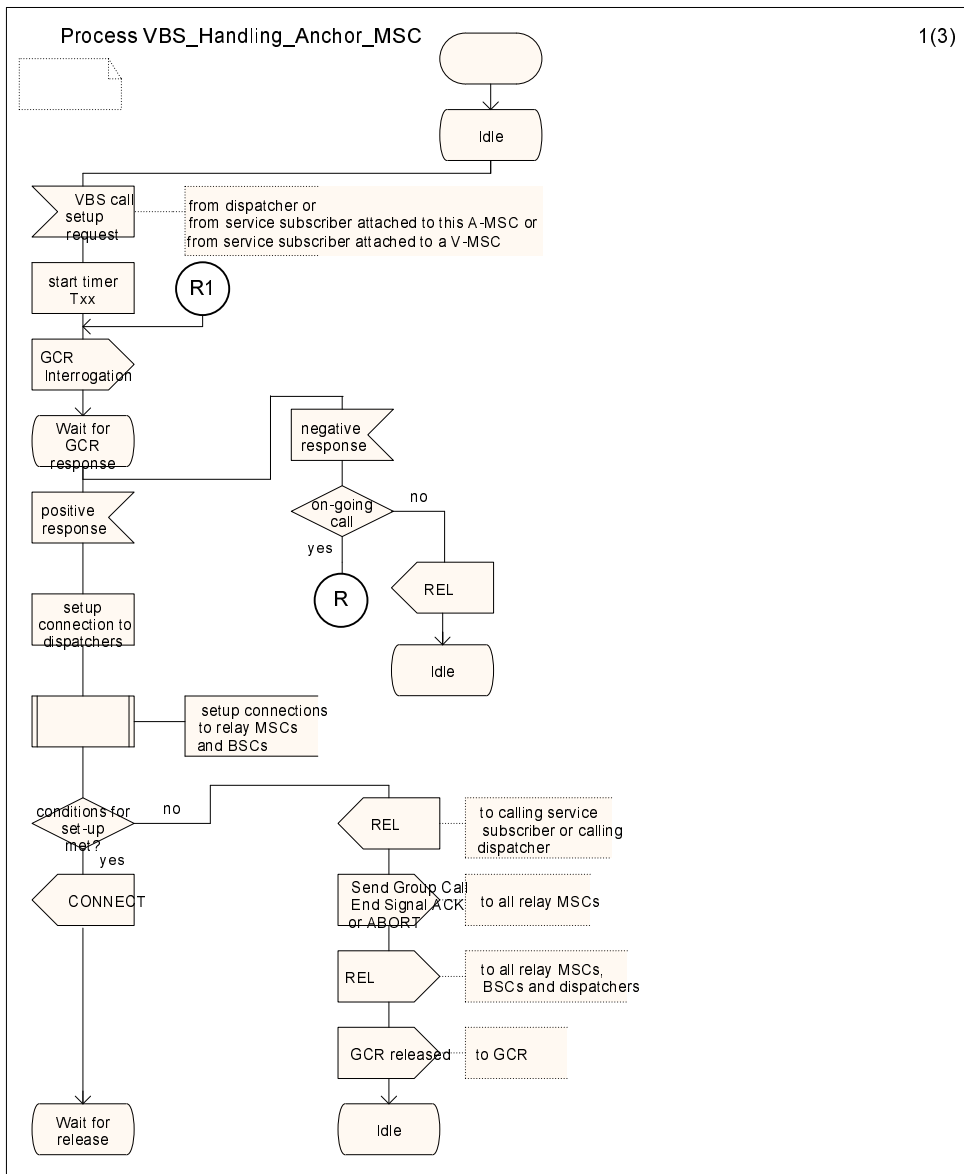 Process VBS_Handling_Anchor_MSC
1(3)
Idle
VBS call
setup
request
from dispatcher or
from service subscriber attached to this A-MSC or
from service subscriber attached to a V-MSC
start timer
Txx
R1
GCR
Interrogation
Wait for
GCR
response
negative
response
positive
response
on-going
call
no
yes
R
REL
Idle
setup
connection to
dispatchers
setup connections
to relay MSCs
and BSCs
conditions for
set-up
met?
no
yes
REL
to calling service
subscriber or calling
dispatcher
CONNECT
Send Group Call
End Signal ACK
or ABORT
to all relay MSCs
REL
to all relay MSCs,
BSCs and dispatchers
GCR released
to GCR
Wait for
release
Idle